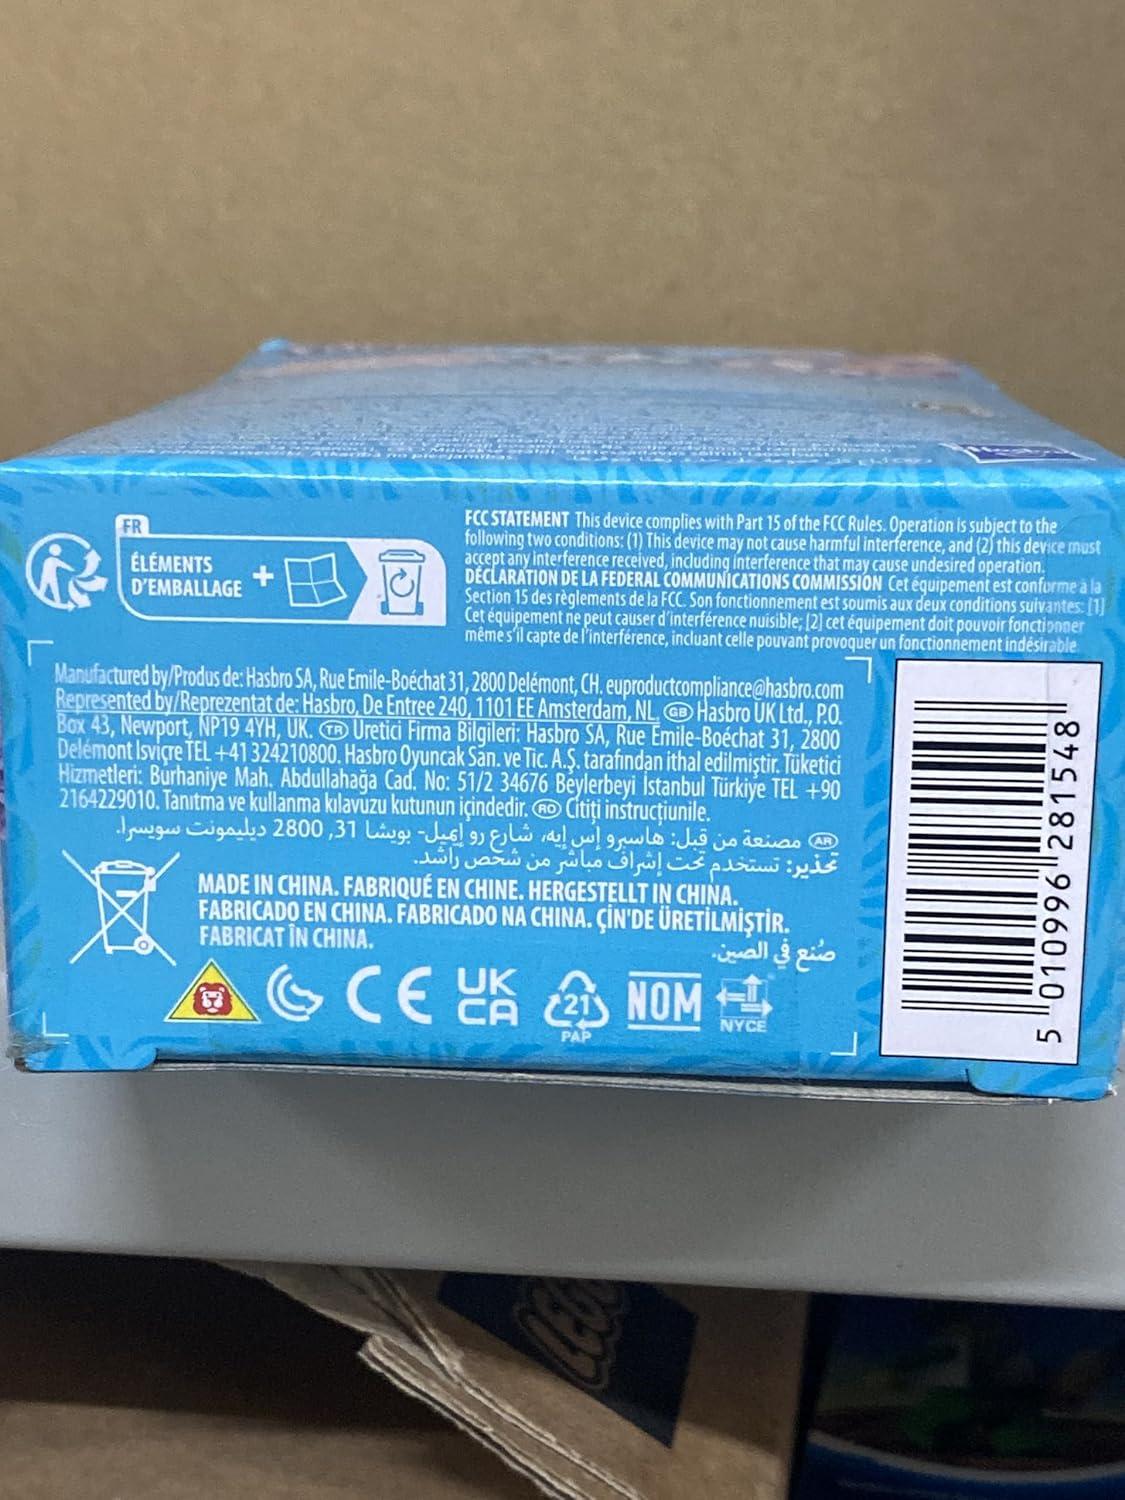 FR
ÉLÉMENTS
D'EMBALLAGE
+
FCC STATEMENT This device complies with Part 15 of the FCC Rules. Operation is subject to the
following two conditions: (1) This device may not cause harmful interference, and (2) this device must
accept any interference received, including interference that may cause undesired operation.
DÉCLARATION DE LA FEDERAL COMMUNICATIONS COMMISSION Cet équipement est conforme à la
Section 15 des règlements de la FCC. Son fonctionnement est soumis aux deux conditions suivantes: [1]
Cet équipement ne peut causer d'interférence nuisible; [2] cet équipement doit pouvoir fonctionner
même s'il capte de l'interférence, incluant celle pouvant provoquer un fonctionnement indésirable
Manufactured by/Produs de: Hasbro SA, Rue Emile-Boéchat 31, 2800 Delémont, CH. euproductcompliance@hasbro.com
Represented by/Reprezentat de: Hasbro, De Entree 240, 1101 EE Amsterdam, NL. GB Hasbro UK Ltd., P.O.
Box 43, Newport, NP19 4YH, UK. TR Üretici Firma Bilgileri: Hasbro SA, Rue Emile-Boéchat 31, 2800
Delémont İsviçre TEL +41 324210800. Hasbro Oyuncak San. ve Tic. A.Ş. tarafından ithal edilmiştir. Tüketici
Hizmetleri: Burhaniye Mah. Abdullahağa Cad. No: 51/2 34676 Beylerbeyi İstanbul Türkiye TEL +90
2164229010. Tanıtma ve kullanma kılavuzu kutunun içindedir. RO Citiți instrucțiunile.
AR مصنعة من قبل: هاسبرو إس إيه، شارع رو إيميل- بويشا 31, 2800 ديليمونت سويسرا.
تحذير: تستخدم تحت إشراف مباشر من شخص راشد.
MADE IN CHINA. FABRIQUÉ EN CHINE. HERGESTELLT IN CHINA.
FABRICADO EN CHINA. FABRICADO NA CHINA. ÇİN'DE ÜRETİLMİŞTİR.
FABRICAT ÎN CHINA.
صُنع في الصين.
CE
UK
CA
21
PAP
NOM
NYCE
5 010996 281548
LEGO